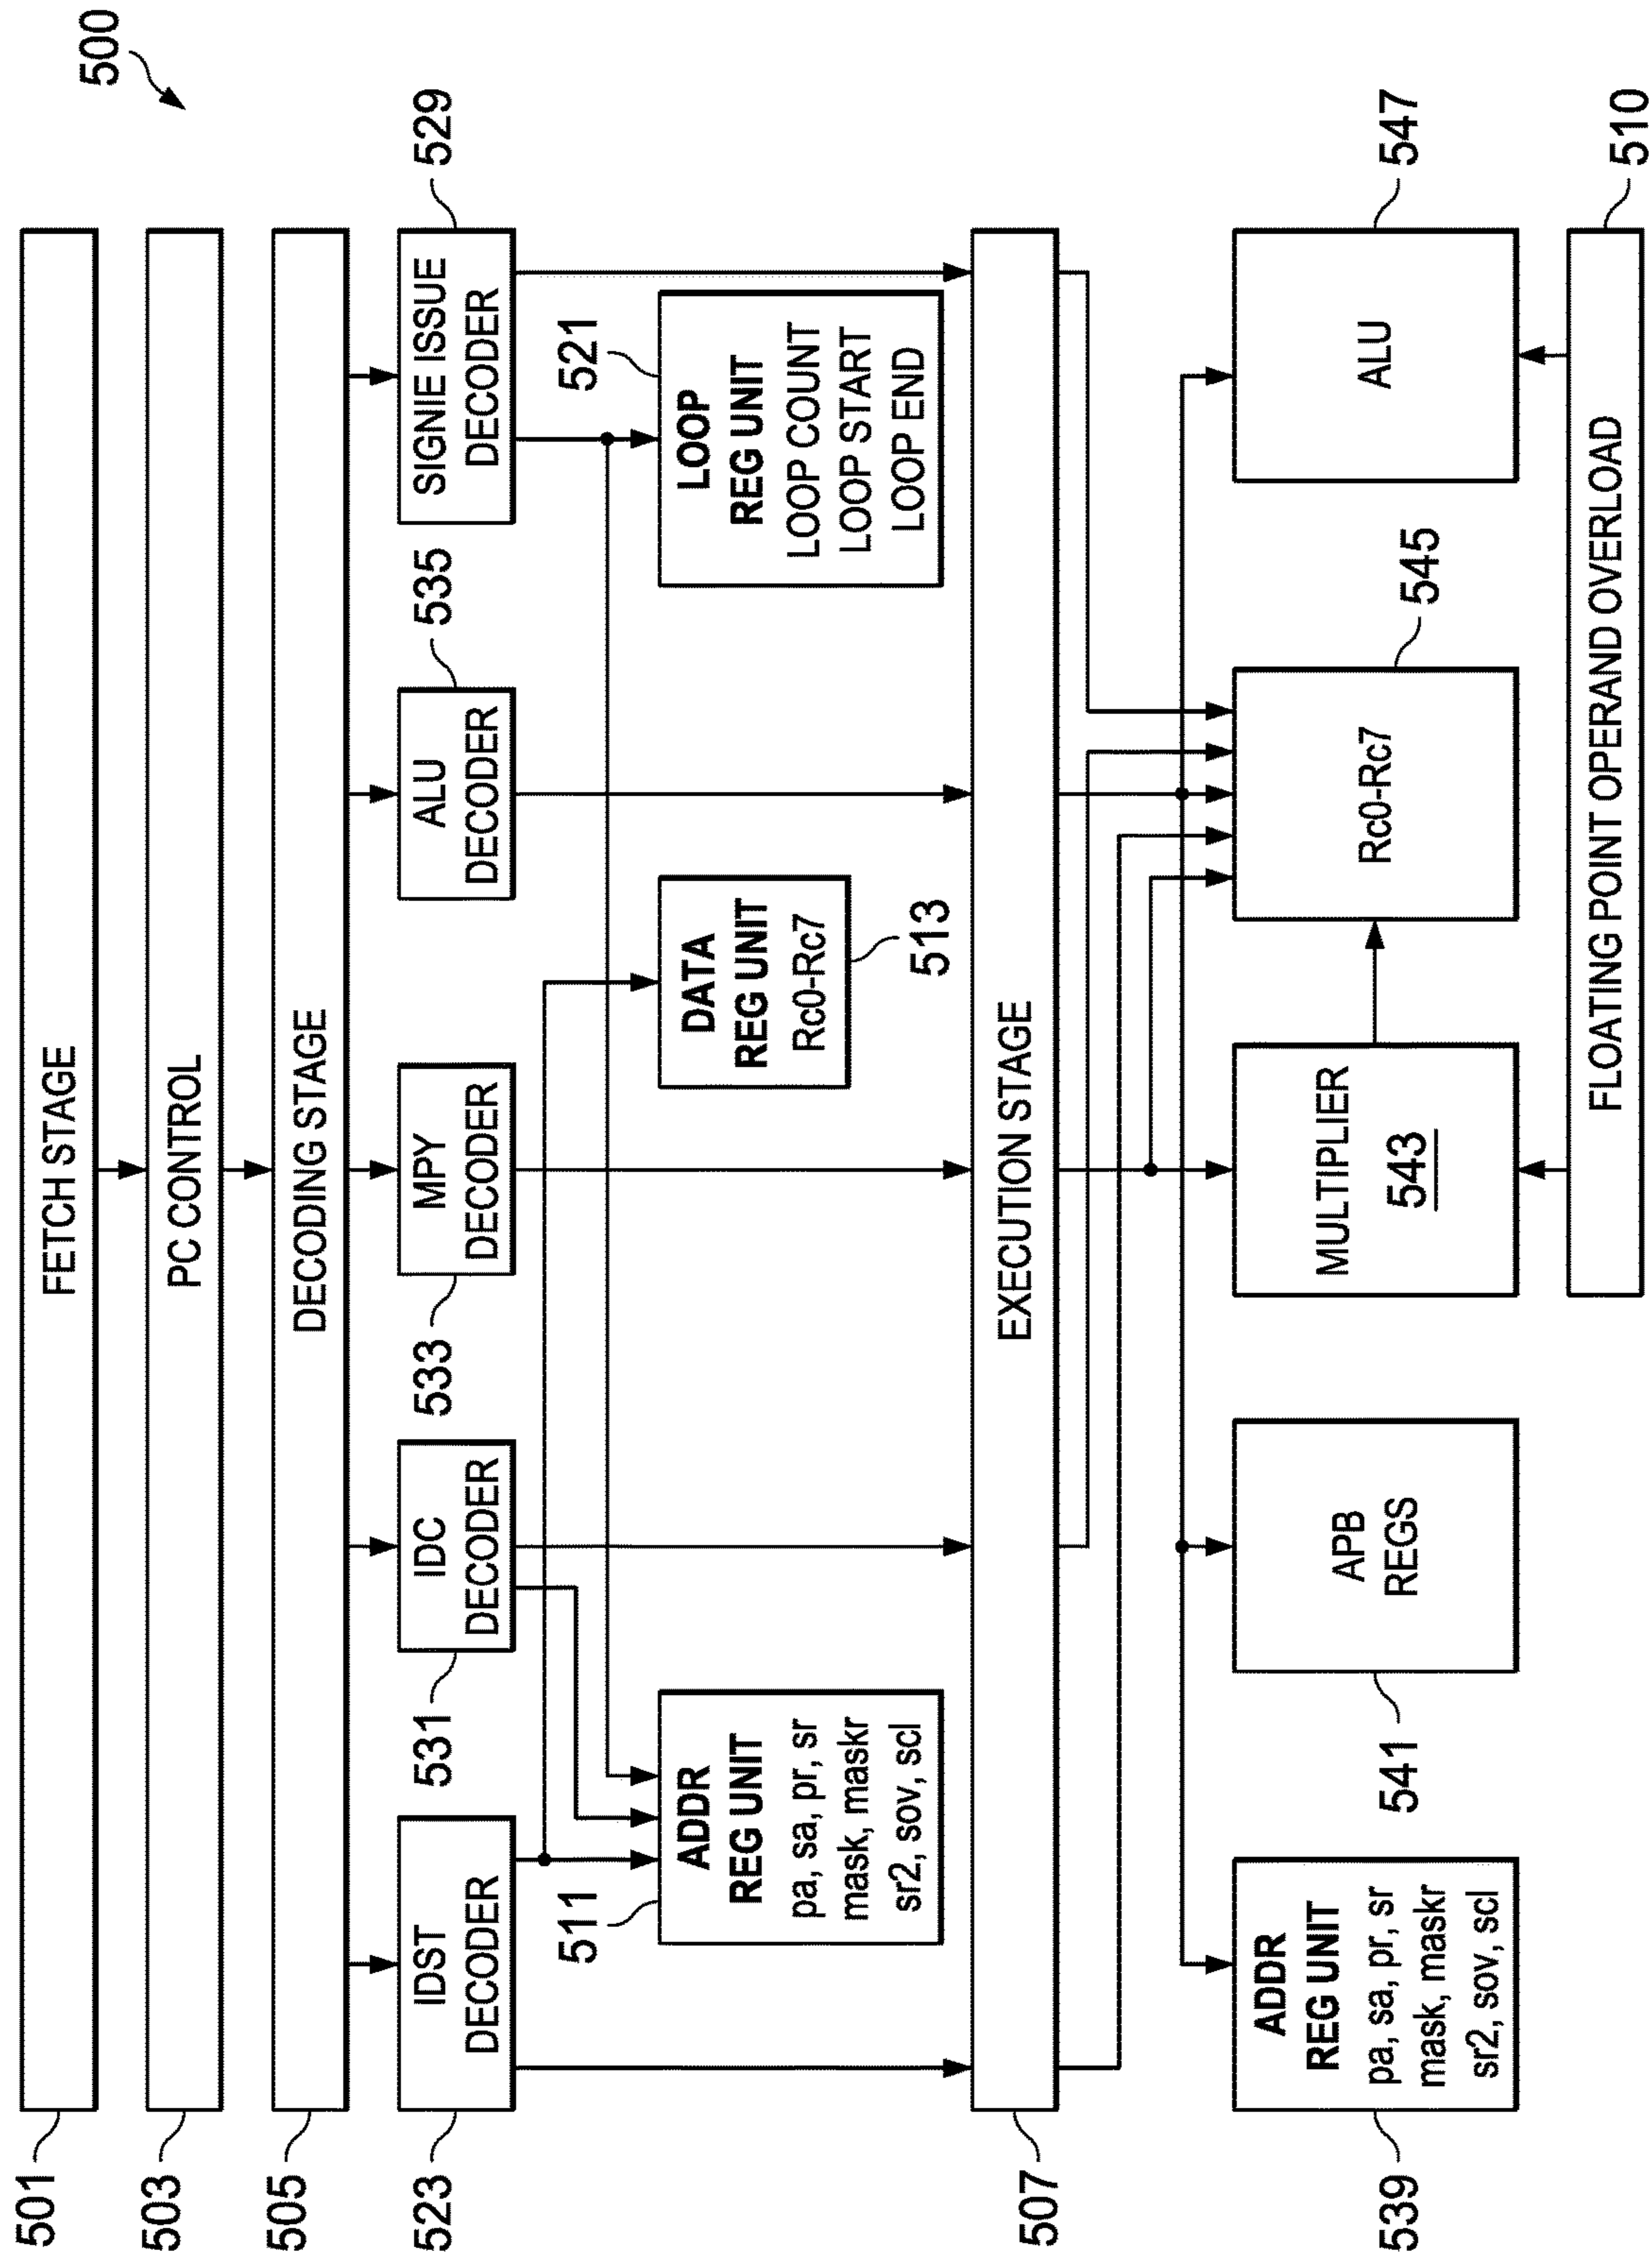 500
501
FETCH STAGE
503
PC CONTROL
505
DECODING STAGE
523
IDST
DECODER
531
IDC
DECODER
533
MPY
DECODER
535
ALU
DECODER
529
SIGNIE ISSUE
DECODER
511
ADDR
REG UNIT
pa, sa, pr, sr
mask, maskr
sr2, sov, scl
DATA
REG UNIT
Rc0-Rc7
513
521
LOOP
REG UNIT
LOOP COUNT
LOOP START
LOOP END
507
EXECUTION STAGE
539
ADDR
REG UNIT
pa, sa, pr, sr
mask, maskr
sr2, sov, scl
541
APB
REGS
MULTIPLIER
543
545
Rc0-Rc7
547
ALU
510
FLOATING POINT OPERAND OVERLOAD